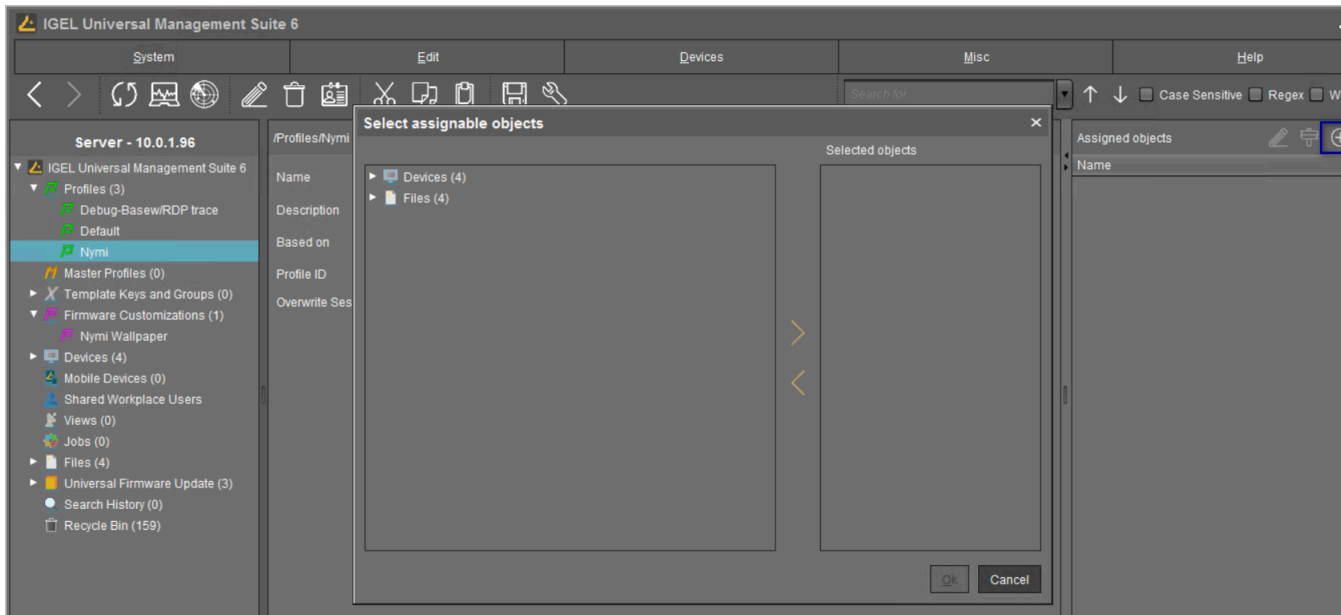 IGEL Universal Management Suite 6
System Edit Devices Misc Help
Search for
Case Sensitive Regex W
Server - 10.0.1.96
IGEL Universal Management Suite 6
Profiles (3)
Debug-Basew/RDP trace
Default
Nymi
Master Profiles (0)
Template Keys and Groups (0)
Firmware Customizations (1)
Nymi Wallpaper
Devices (4)
Mobile Devices (0)
Shared Workplace Users
Views (0)
Jobs (0)
Files (4)
Universal Firmware Update (3)
Search History (0)
Recycle Bin (159)
/Profiles/Nymi
Name
Description
Based on
Profile ID
Overwrite Ses
Select assignable objects
Devices (4)
Files (4)
Selected objects
Ok Cancel
Assigned objects
Name